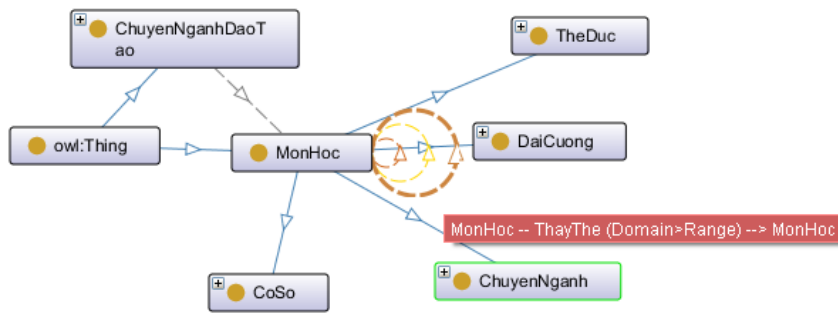 ChuyenNganhDaoT
ao
TheDuc
owl:Thing
MonHoc
DaiCuong
MonHoc -- ThayThe (Domain>Range) --> MonHoc
CoSo
ChuyenNganh